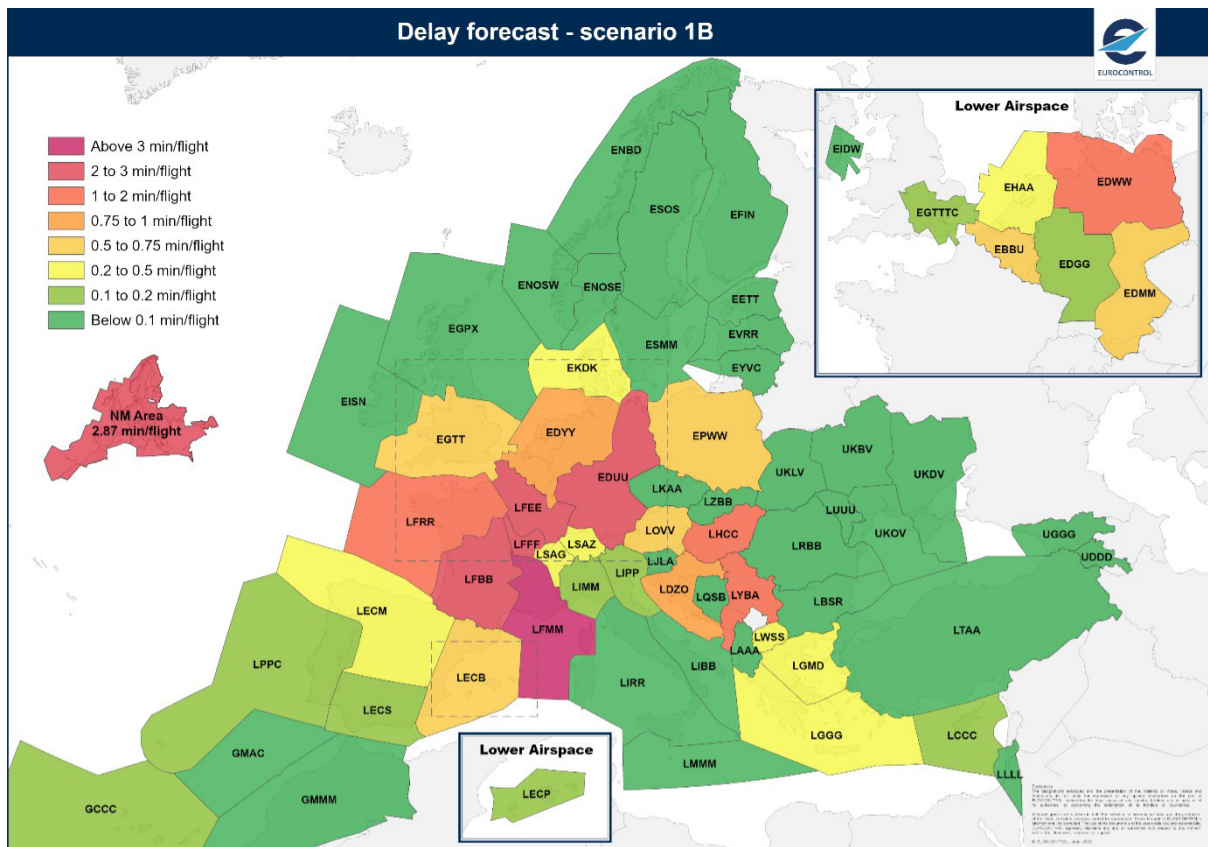 Delay forecast - scenario 1B
EUROCONTROL
Above 3 min/flight
2 to 3 min/flight
1 to 2 min/flight
0.75 to 1 min/flight
0.5 to 0.75 min/flight
0.2 to 0.5 min/flight
0.1 to 0.2 min/flight
Below 0.1 min/flight
NM Area
2.87 min/flight
Lower Airspace
EIDW
EGTTTC
EHAA
EDWW
EBBU
EDGG
EDMM
ENBD
ESOS
EFIN
ENOSW
ENOSE
EETT
EGPX
EVRR
ESMM
EYVC
EKDK
EISN
EGTT
EDYY
EPWW
UKBV
UKLV
UKDV
EDUU
LKAA
LZBB
LFEE
LUUU
LFRR
LOVV
LHCC
UKOV
UGGG
LFFF
LSAZ
LSAG
LRBB
UDDD
LJLA
LIPP
LFBB
LIMM
LDZO
LQSB
LYBA
LBSR
LECM
LFMM
LWSS
LTAA
LAAA
LPPC
LIBB
LGMD
LECB
LIRR
LECS
LGGG
LCCC
GMAC
LMMM
LLLL
GCCC
GMMM
Lower Airspace
LECP